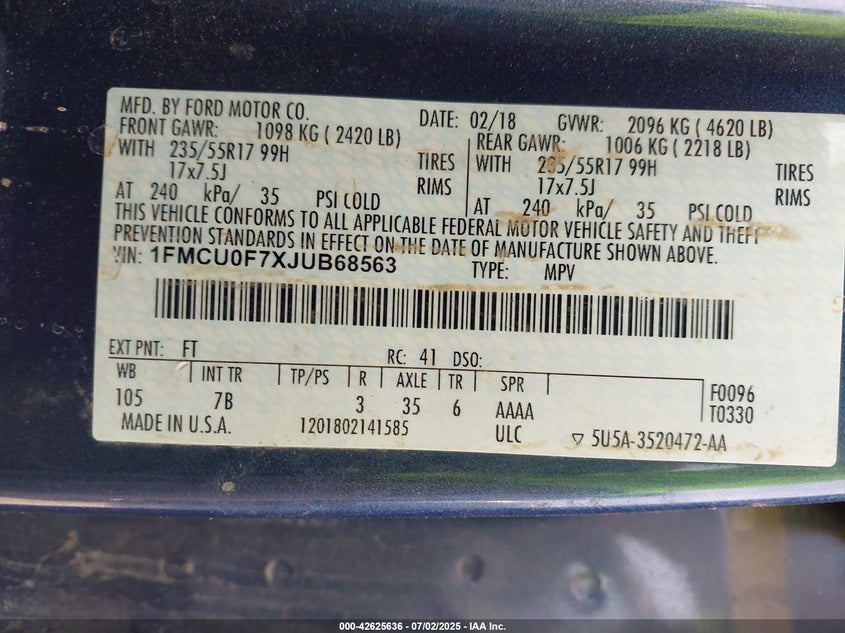 MFD. BY FORD MOTOR CO. DATE: 02/18 GVWR: 2096 KG ( 4620 LB)
FRONT GAWR: 1098 KG ( 2420 LB) REAR GAWR: 1006 KG ( 2218 LB)
WITH 235/55R17 99H TIRES WITH 235/55R17 99H TIRES
17x7.5J RIMS 17x7.5J RIMS
AT 240 kPa/ 35 PSI COLD AT 240 kPa/ 35 PSI COLD
THIS VEHICLE CONFORMS TO ALL APPLICABLE FEDERAL MOTOR VEHICLE SAFETY AND THEFT
PREVENTION STANDARDS IN EFFECT ON THE DATE OF MANUFACTURE SHOWN ABOVE.
VIN: 1FMCU0F7XJUB68563 TYPE: MPV
EXT PNT: FT RC: 41 DSO:
WB INT TR TP/PS R AXLE TR SPR F0096
105 7B 3 35 6 AAAA T0330
MADE IN U.S.A. 1201802141585 ULC ▽ 5U5A-3520472-AA
000-42625636 - 07/02/2025 - IAA Inc.